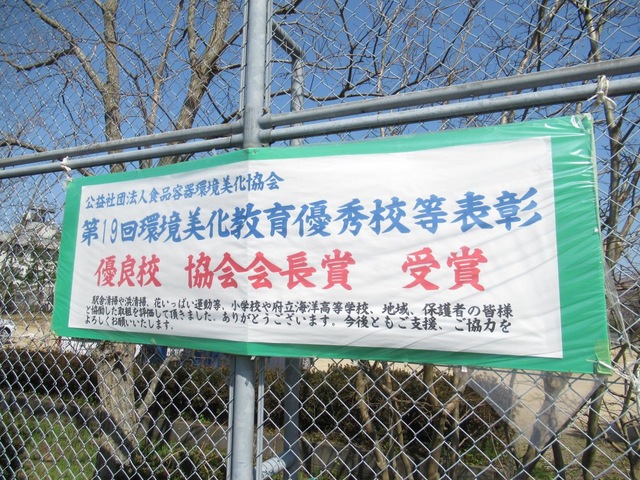 公益社団法人食品容器環境美化協会
第19回環境美化教育優秀校等表彰
優良校 協会会長賞 受賞
駅舎清掃や浜清掃、花いっぱい運動等、小学校や府立海洋高等学校、地域、保護者の皆様
と協働した取組を評価して頂きました。ありがとうございます。今後ともご支援、ご協力を
よろしくお願いいたします。